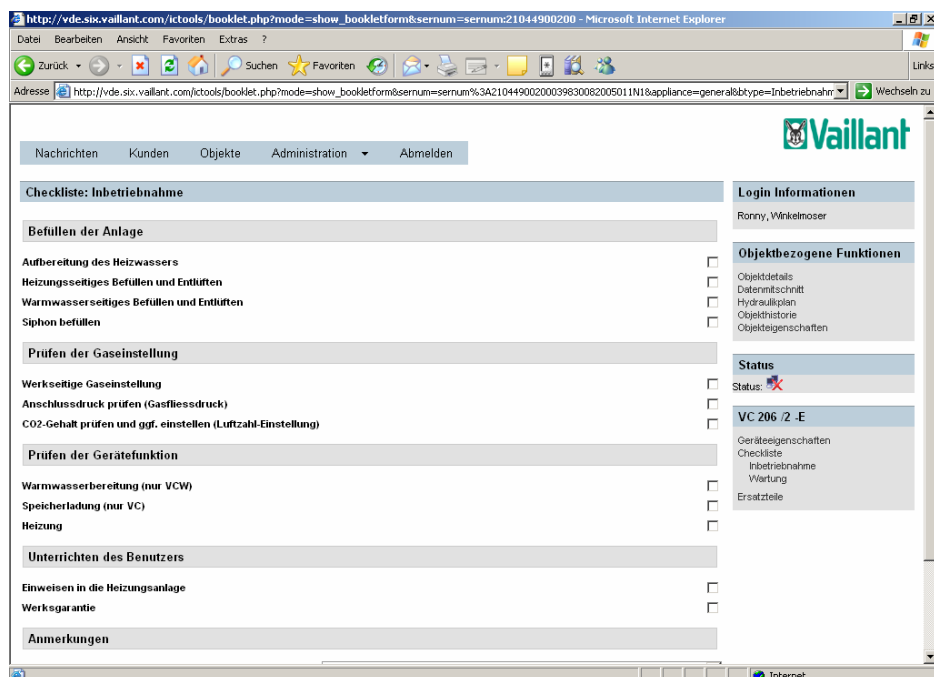 http://vde.six.vaillant.com/ictools/booklet.php?mode=show_bookletform&sernum=sernum:21044900200 - Microsoft Internet Explorer
Datei Bearbeiten Ansicht Favoriten Extras ?
Zurück Suchen Favoriten Links
Adresse http://vde.six.vaillant.com/ictools/booklet.php?mode=show_bookletform&sernum=sernum%3A21044900200039830082005011N1&appliance=general&btype=Inbetriebnahm Wechseln zu
Vaillant
Nachrichten Kunden Objekte Administration Abmelden
Checkliste: Inbetriebnahme
Befüllen der Anlage
Aufbereitung des Heizwassers
Heizungsseitiges Befüllen und Entlüften
Warmwasserseitiges Befüllen und Entlüften
Siphon befüllen
Prüfen der Gaseinstellung
Werkseitige Gaseinstellung
Anschlussdruck prüfen (Gasfliessdruck)
CO2-Gehalt prüfen und ggf. einstellen (Luftzahl-Einstellung)
Prüfen der Gerätefunktion
Warmwasserbereitung (nur VCW)
Speicherladung (nur VC)
Heizung
Unterrichten des Benutzers
Einweisen in die Heizungsanlage
Werksgarantie
Anmerkungen
Login Informationen
Ronny, Winkelmoser
Objektbezogene Funktionen
Objektdetails
Datenmitschnitt
Hydraulikplan
Objekthistorie
Objekteigenschaften
Status
Status:
VC 206 /2 -E
Geräteeigenschaften
Checkliste
Inbetriebnahme
Wartung
Ersatzteile
Internet